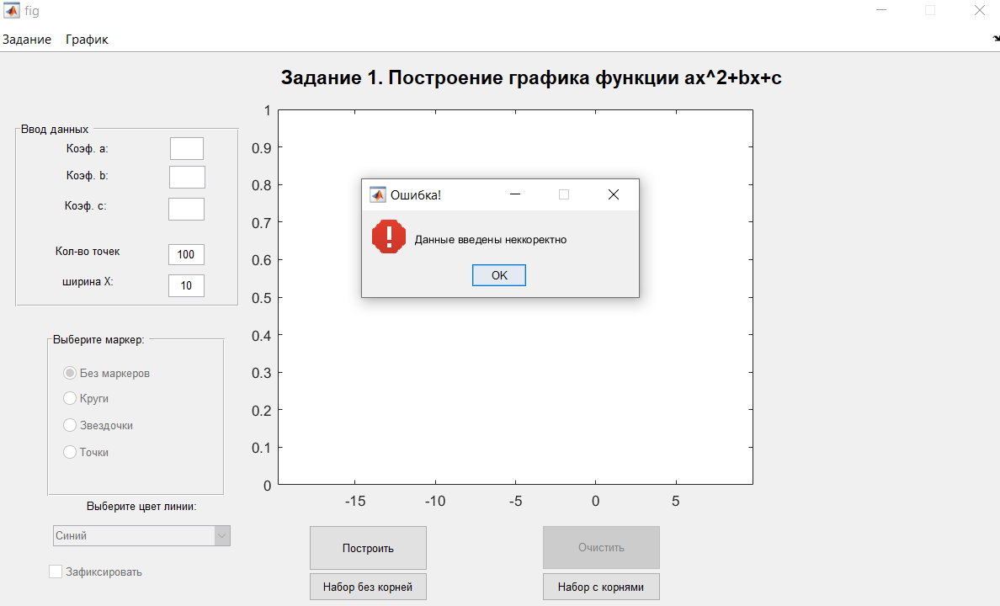 fig
Задание График
Задание 1. Построение графика функции ax^2+bx+c
Ввод данных
Коэф. a:
Коэф. b:
Коэф. c:
Кол-во точек 100
ширина X: 10
Выберите маркер:
Без маркеров
Круги
Звездочки
Точки
Выберите цвет линии:
Синий
Зафиксировать
1
0.9
0.8
0.7
0.6
0.5
0.4
0.3
0.2
0.1
0
-15 -10 -5 0 5
Ошибка!
Данные введены неккоректно
OK
Построить Очистить
Набор без корней Набор с корнями